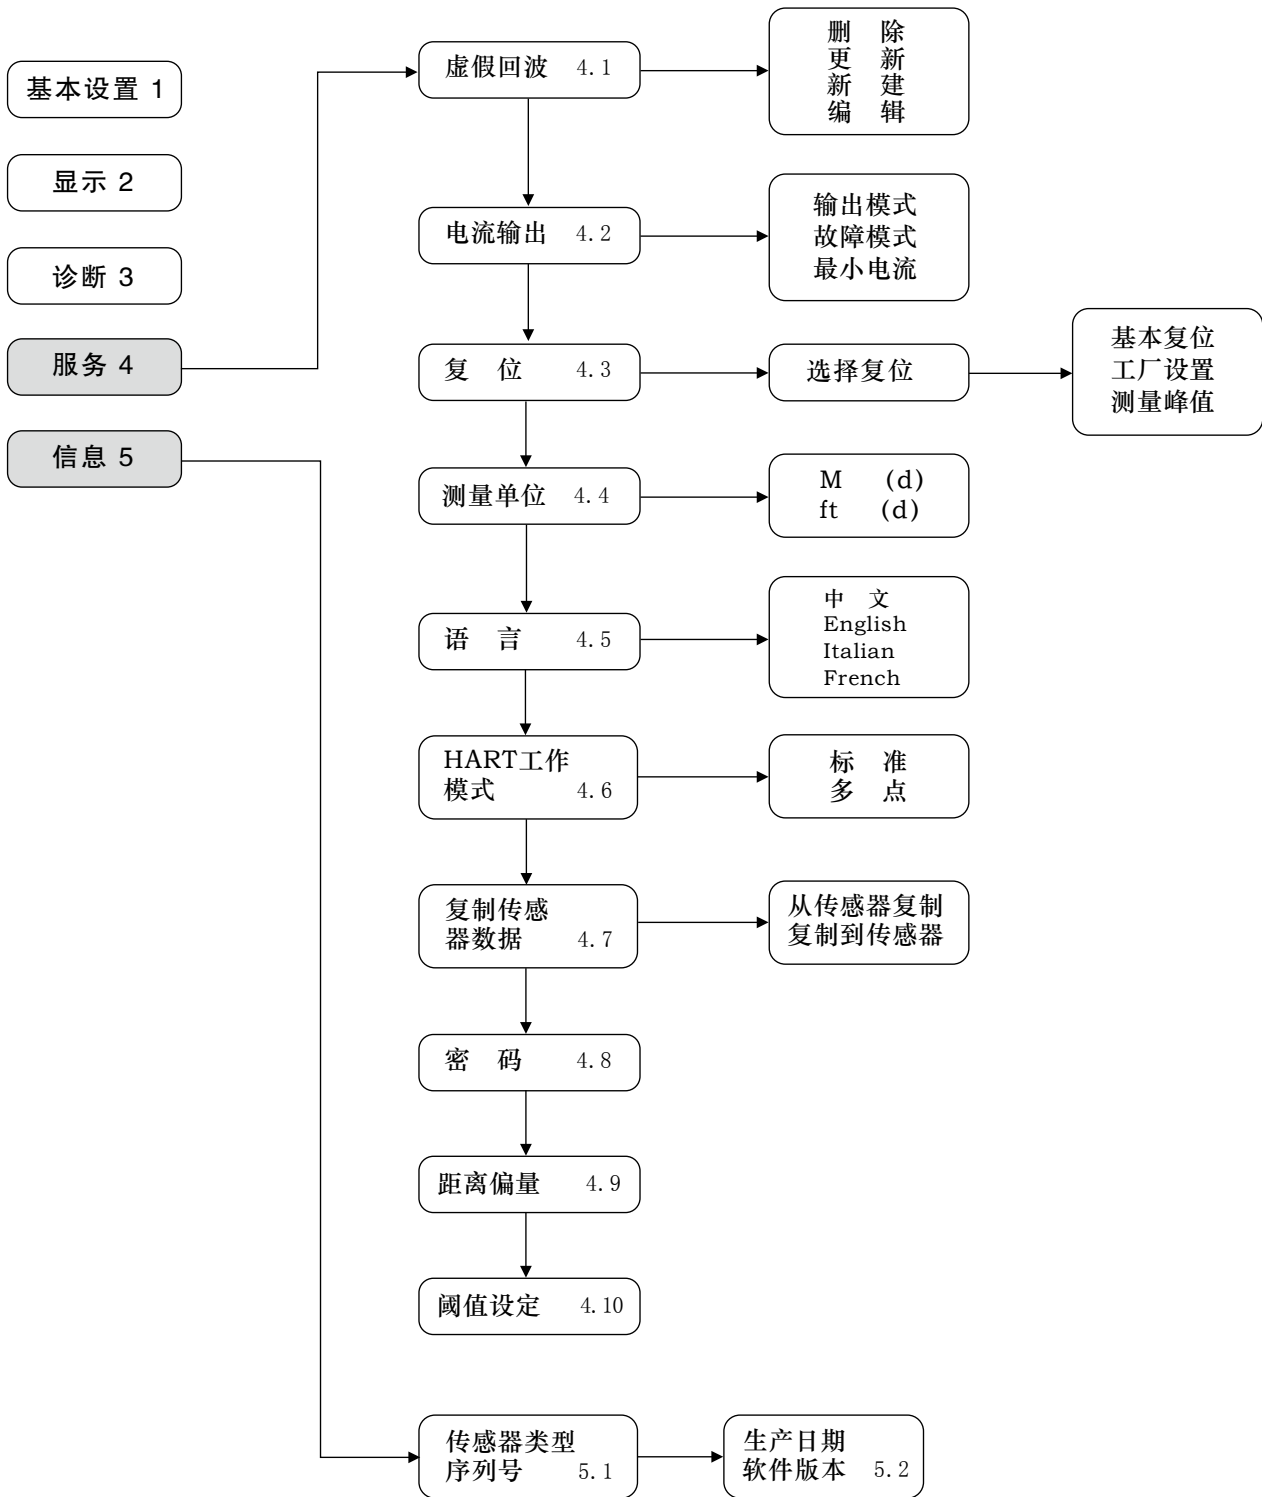 基本设置 1
显示 2
诊断 3
服务 4
信息 5
虚假回波 4.1
删 除
更 新
新 建
编 辑
电流输出 4.2
输出模式
故障模式
最小电流
复 位 4.3
选择复位
基本复位
工厂设置
测量峰值
测量单位 4.4
M (d)
ft (d)
语 言 4.5
中 文
English
Italian
French
HART工作
模式 4.6
标 准
多 点
复制传感
器数据 4.7
从传感器复制
复制到传感器
密 码 4.8
距离偏量 4.9
阈值设定 4.10
传感器类型
序列号 5.1
生产日期
软件版本 5.2